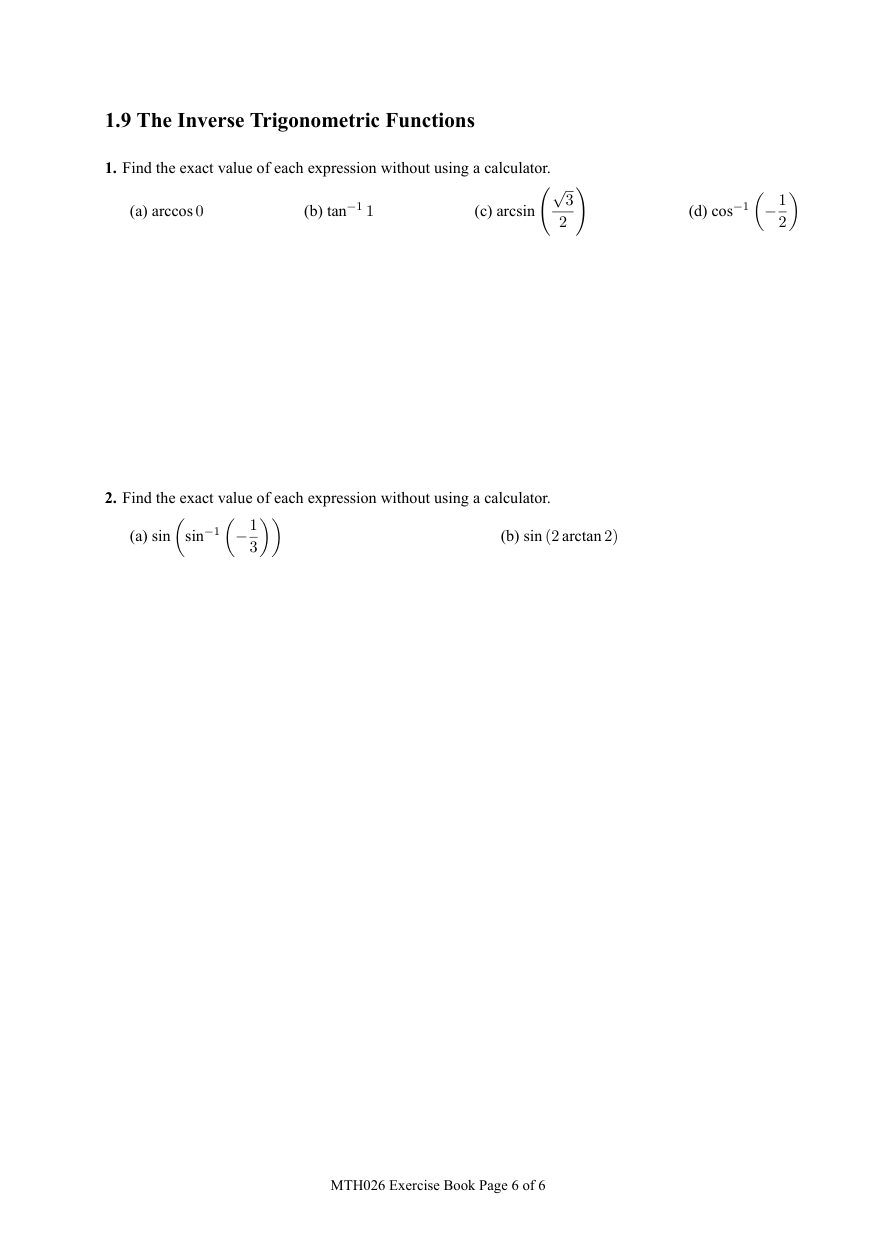 1.9 The Inverse Trigonometric Functions
1. Find the exact value of each expression without using a calculator.
(a) arccos 0 (b) tan⁻¹ 1 (c) arcsin (√3/2) (d) cos⁻¹ (−1/2)
2. Find the exact value of each expression without using a calculator.
(a) sin (sin⁻¹ (−1/3)) (b) sin (2 arctan 2)
MTH026 Exercise Book Page 6 of 6